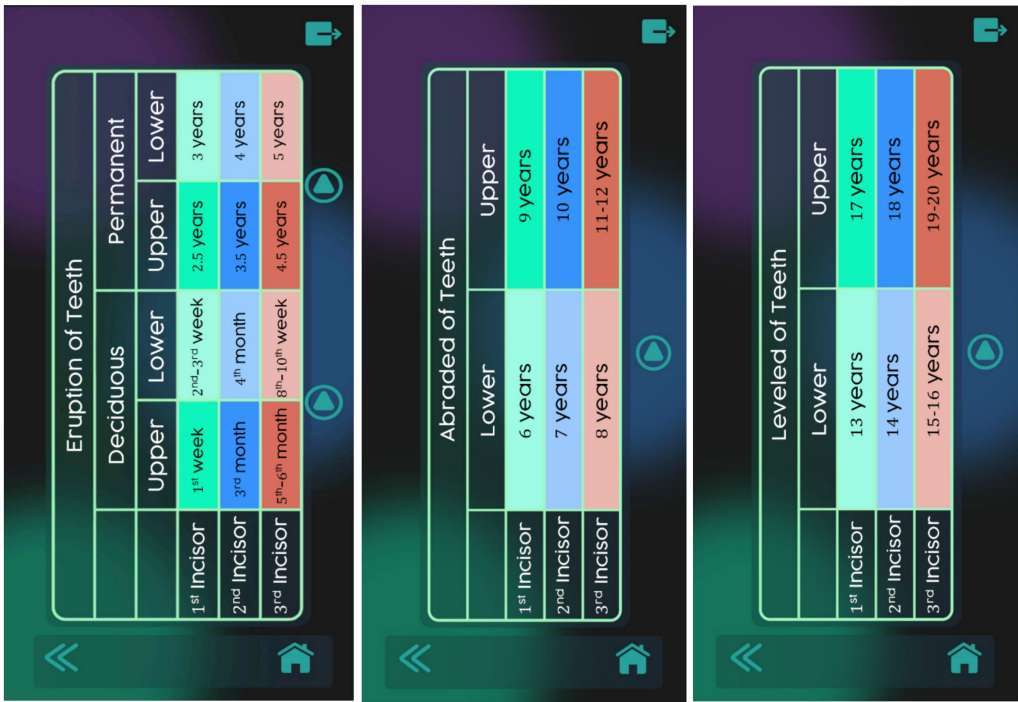 Eruption of Teeth
Deciduous Permanent
Upper Lower Upper Lower
1st Incisor 1st week 2nd-3rd week 2.5 years 3 years
2nd Incisor 3rd month 4th month 3.5 years 4 years
3rd Incisor 5th-6th month 8th-10th week 4.5 years 5 years
Abraded of Teeth
Lower Upper
1st Incisor 6 years 9 years
2nd Incisor 7 years 10 years
3rd Incisor 8 years 11-12 years
Leveled of Teeth
Lower Upper
1st Incisor 13 years 17 years
2nd Incisor 14 years 18 years
3rd Incisor 15-16 years 19-20 years